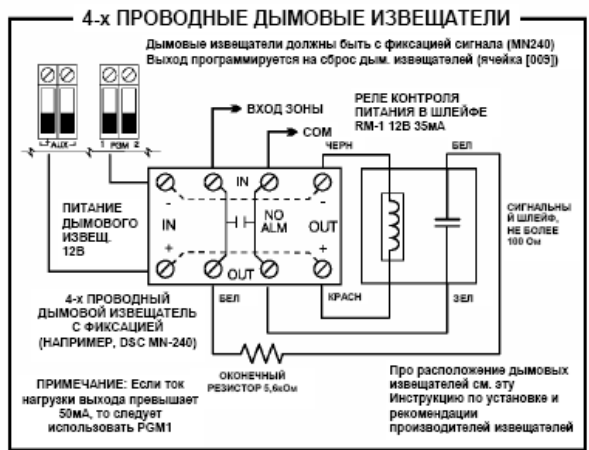 4-х ПРОВОДНЫЕ ДЫМОВЫЕ ИЗВЕЩАТЕЛИ
Дымовые извещатели должны быть с фиксацией сигнала (MN240)
Выход программируется на сброс дым. извещателей (ячейка [009])
ВХОД ЗОНЫ
COM
РЕЛЕ КОНТРОЛЯ
ПИТАНИЯ В ШЛЕЙФЕ
RM-1 12В 35мА
AUX
1 PGM 2
ЧЕРН
БЕЛ
IN
ПИТАНИЕ
ДЫМОВОГО
ИЗВЕЩ.
12В
-
IN
+
NO
ALM
-
OUT
+
OUT
СИГНАЛЬНЫ
Й ШЛЕЙФ,
НЕ БОЛЕЕ
100 Ом
4-х ПРОВОДНЫЙ
ДЫМОВОЙ ИЗВЕЩАТЕЛЬ
С ФИКСАЦИЕЙ
(НАПРИМЕР, DSC MN-240)
БЕЛ
КРАСН
ЗЕЛ
ОКОНЕЧНЫЙ
РЕЗИСТОР 5,6кОм
ПРИМЕЧАНИЕ: Если ток
нагрузки выхода превышает
50мА, то следует
использовать PGM1
Про расположение дымовых
извещателей см. эту
Инструкцию по установке и
рекомендации
производителей извещателей